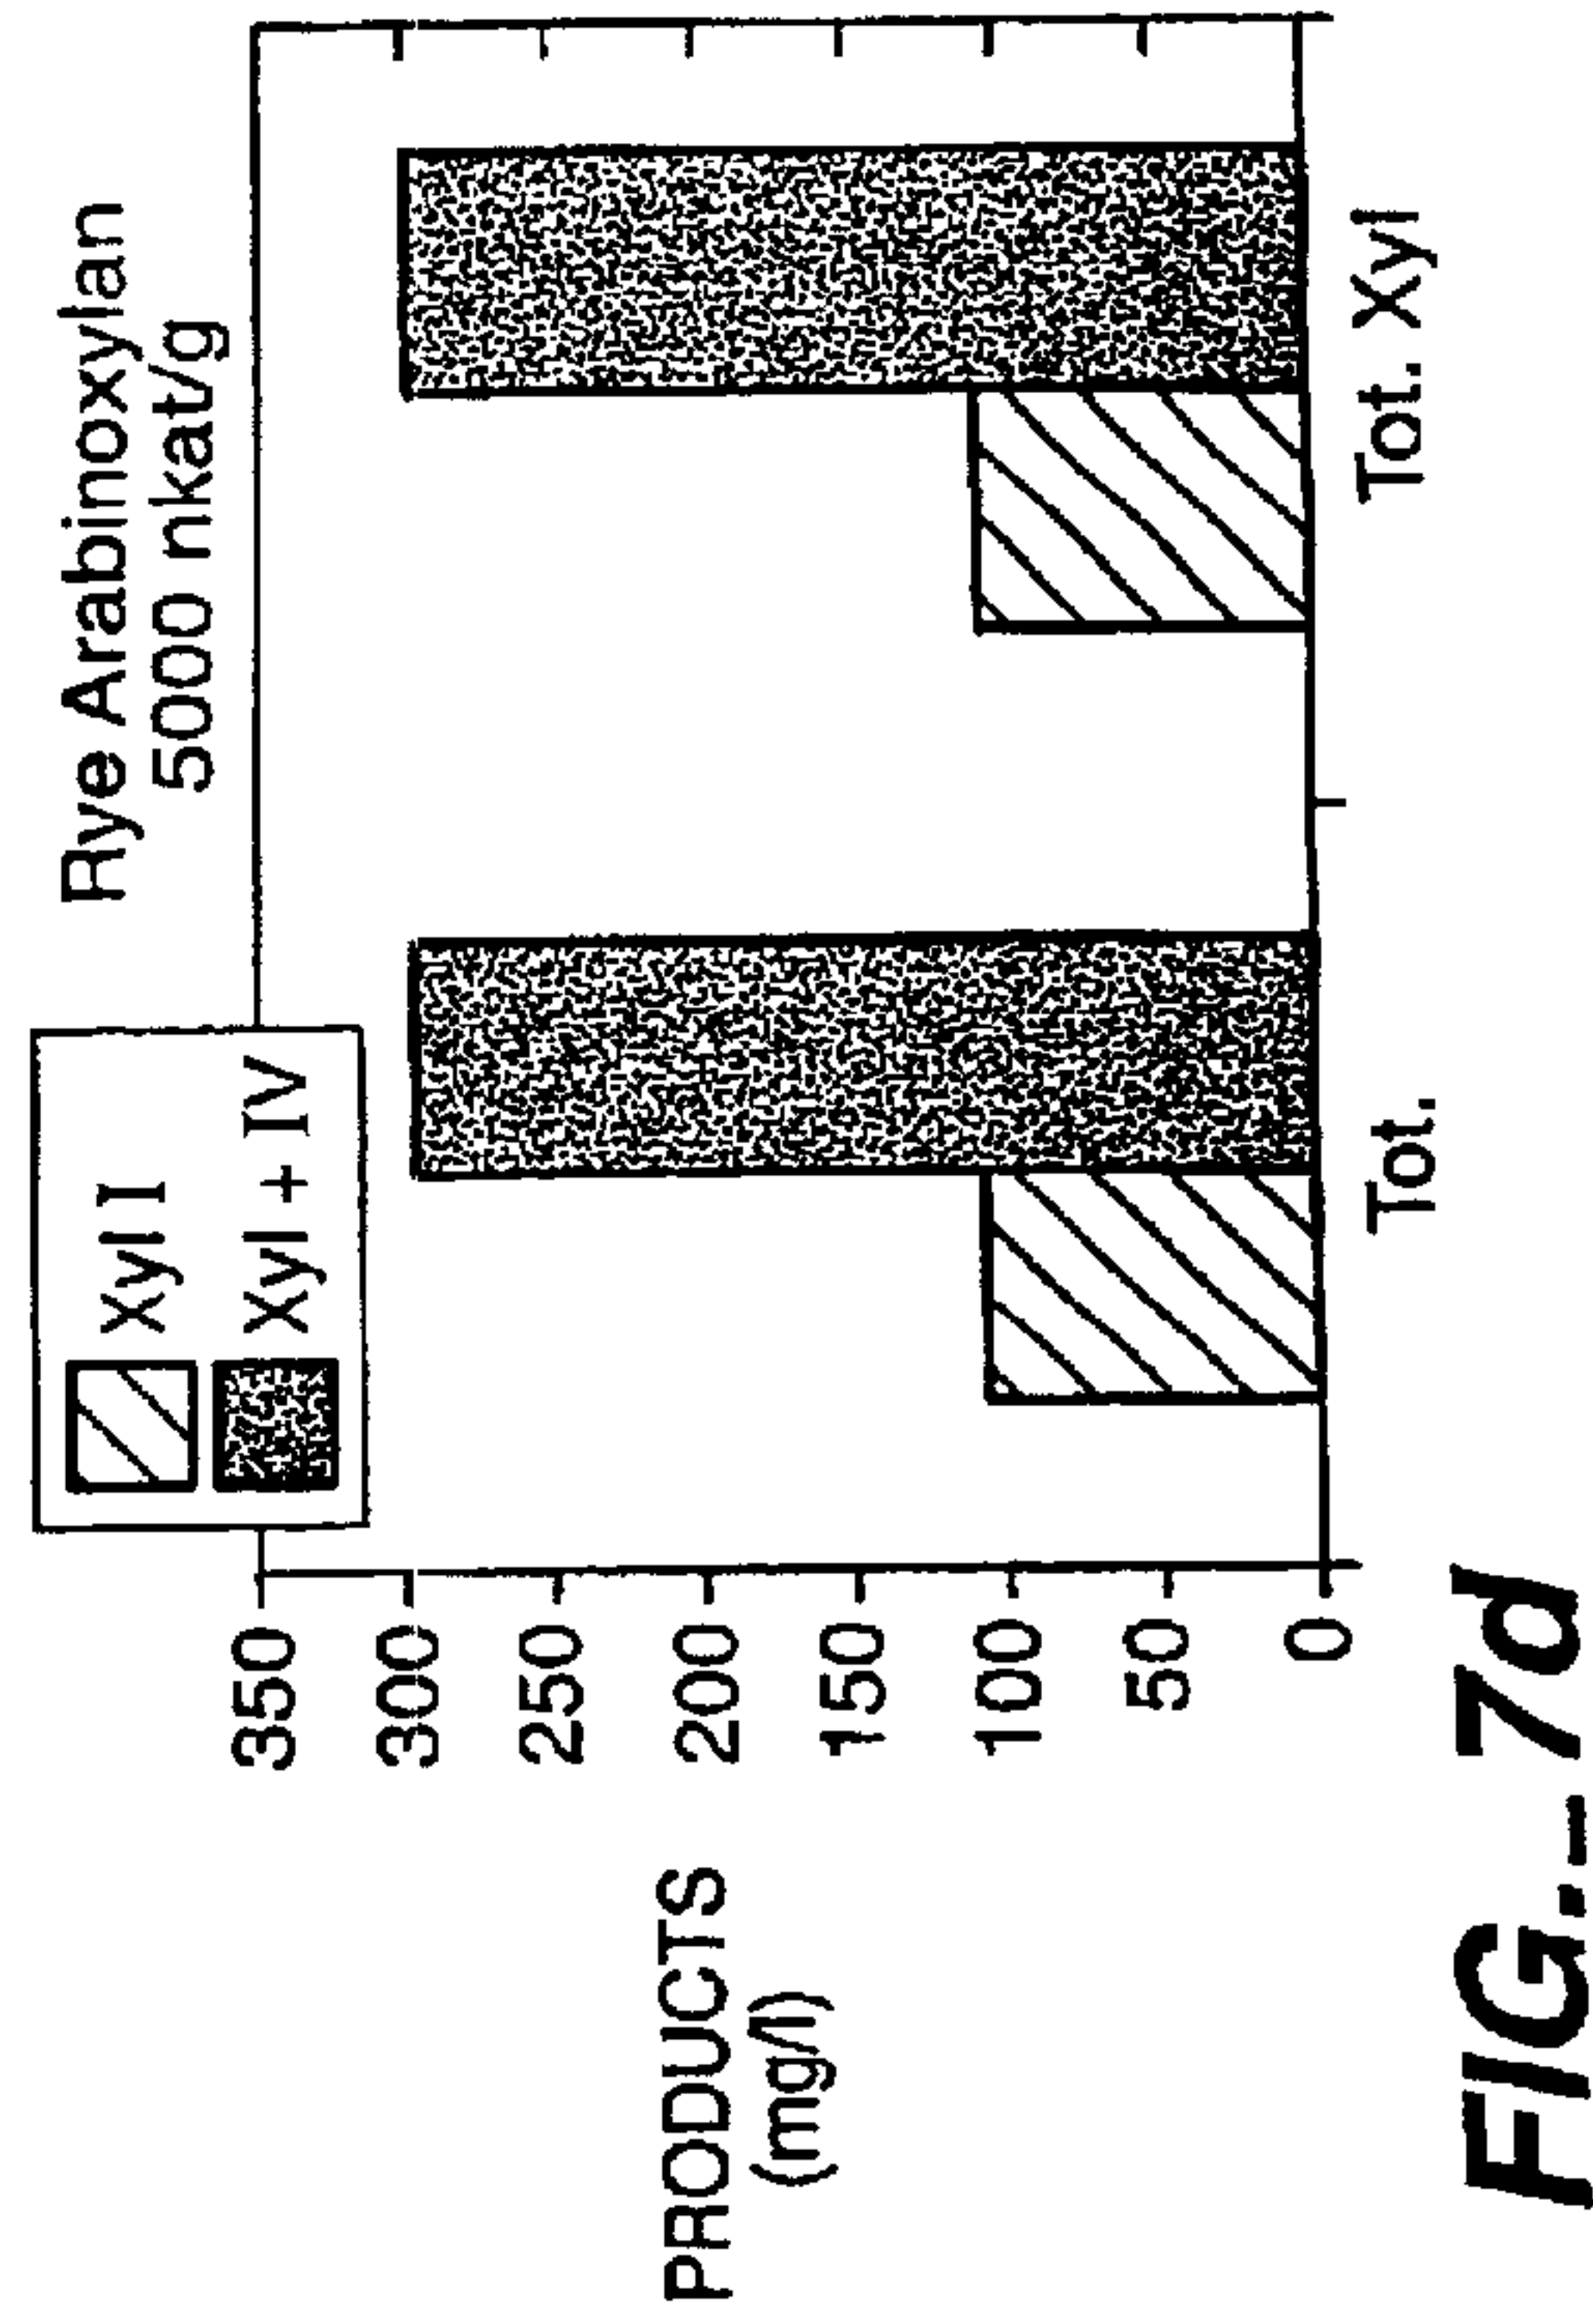 Rye Arabinoxylan
5000 nkat/g
xyl I
xyl + IV
PRODUCTS
(mg/l)
350
300
250
200
150
100
50
0
Tot.
Tot. Xyl
FIG._7d